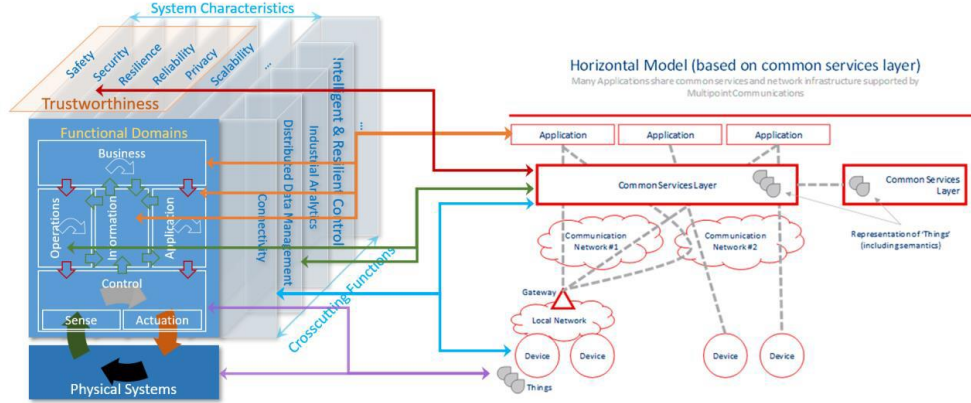 System Characteristics
Safety
Security
Resilience
Reliability
Privacy
Scalability
...
Trustworthiness
Functional Domains
Business
Operations
Information
Application
Control
Sense
Actuation
Physical Systems
Connectivity
Distributed Data Management
Industrial Analytics
Intelligent & Resilient Control
...
Crosscutting Functions
Horizontal Model (based on common services layer)
Many Applications share common services and network infrastructure supported by
Multipoint Communications
Application
Application
Application
Common Services Layer
Common Services
Layer
Communication
Network #1
Communication
Network #2
Representation of 'Things'
(including semantics)
Gateway
Local Network
Device
Device
Device
Device
Things